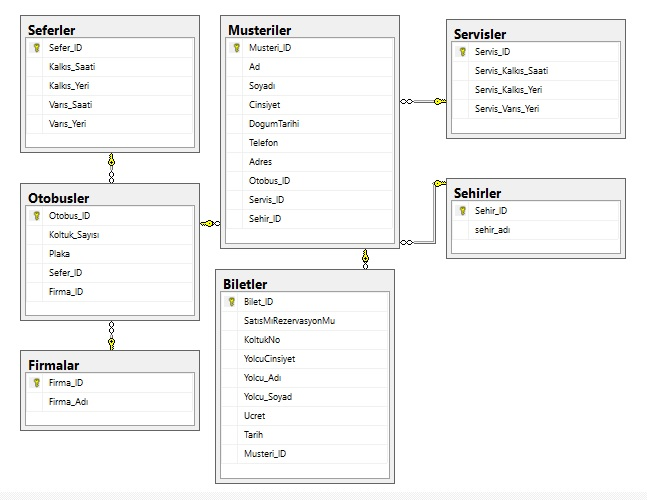 Seferler
Sefer_ID
Kalkıs_Saati
Kalkıs_Yeri
Varıs_Saati
Varıs_Yeri
Musteriler
Musteri_ID
Ad
Soyadı
Cinsiyet
DogumTarihi
Telefon
Adres
Otobus_ID
Servis_ID
Sehir_ID
Servisler
Servis_ID
Servis_Kalkıs_Saati
Servis_Kalkıs_Yeri
Servis_Varıs_Yeri
Otobusler
Otobus_ID
Koltuk_Sayısı
Plaka
Sefer_ID
Firma_ID
Sehirler
Sehir_ID
sehir_adı
Biletler
Bilet_ID
SatısMıRezervasyonMu
KoltukNo
YolcuCinsiyet
Yolcu_Adı
Yolcu_Soyad
Ucret
Tarih
Musteri_ID
Firmalar
Firma_ID
Firma_Adı